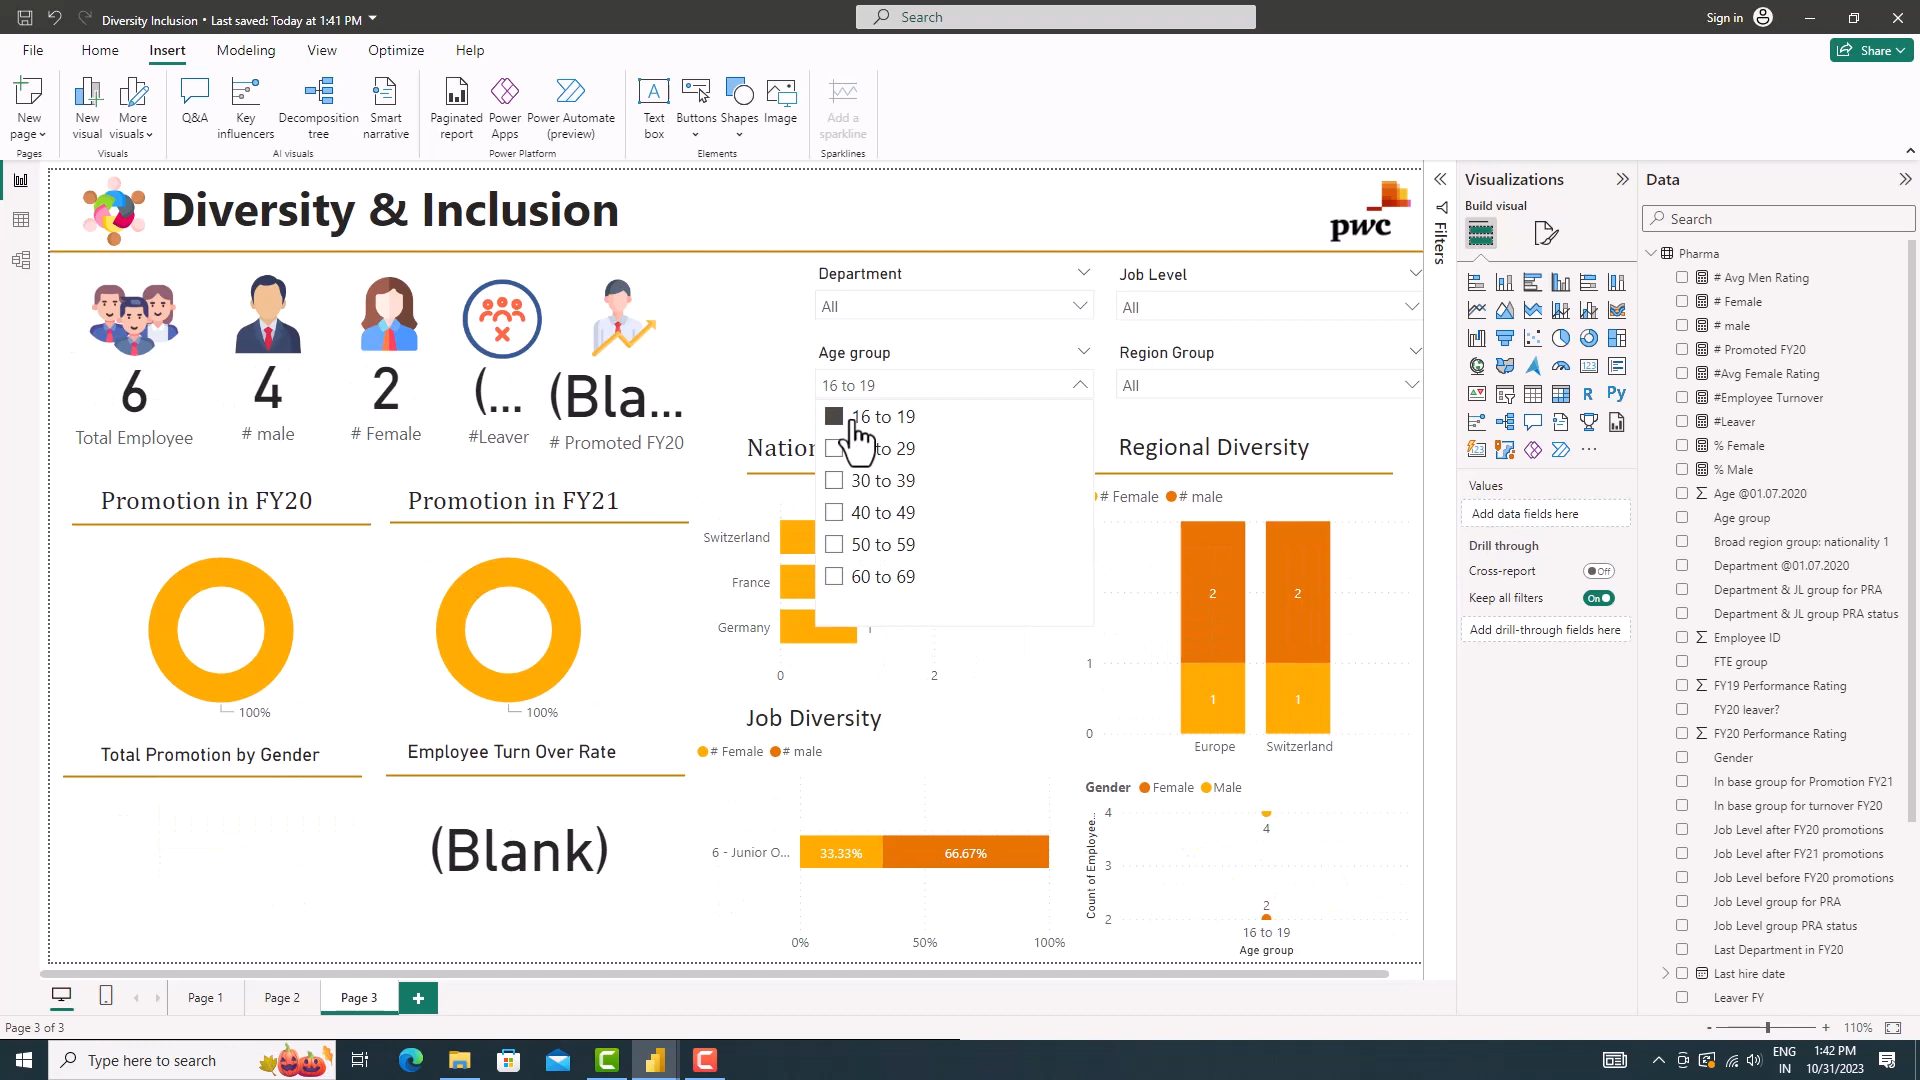 Diversity Inclusion • Last saved: Today at 1:41 PM
Search
Sign in
File
Home
Insert
Modeling
View
Optimize
Help
Share
New page
New visual
More visuals
Q&A
Key influencers
Decomposition tree
Smart narrative
Paginated report
Power Apps
Power Automate (preview)
Text box
Buttons
Shapes
Image
Add a sparkline
Pages
Visuals
AI visuals
Power Platform
Elements
Sparklines
Diversity & Inclusion
pwc
6
Total Employee
4
# male
2
# Female
(...
#Leaver
(Bla...
# Promoted FY20
Department
All
Job Level
All
Age group
16 to 19
Region Group
All
16 to 19
to 29
30 to 39
40 to 49
50 to 59
60 to 69
Promotion in FY20
100%
Promotion in FY21
100%
Total Promotion by Gender
Employee Turn Over Rate
(Blank)
Nation
Switzerland
France
Germany
1
0
2
Job Diversity
# Female
# male
6 - Junior O...
33.33%
66.67%
0%
50%
100%
Regional Diversity
# Female
# male
2
2
1
1
1
0
Europe
Switzerland
Gender
Female
Male
Count of Employee...
4
3
2
4
2
16 to 19
Age group
Filters
Visualizations
Build visual
R
Py
Values
Add data fields here
Drill through
Cross-report
Off
Keep all filters
On
Add drill-through fields here
Data
Search
Pharma
# Avg Men Rating
# Female
# male
# Promoted FY20
#Avg Female Rating
#Employee Turnover
#Leaver
% Female
% Male
Age @01.07.2020
Age group
Broad region group: nationality 1
Department @01.07.2020
Department & JL group for PRA
Department & JL group PRA status
Employee ID
FTE group
FY19 Performance Rating
FY20 leaver?
FY20 Performance Rating
Gender
In base group for Promotion FY21
In base group for turnover FY20
Job Level after FY20 promotions
Job Level after FY21 promotions
Job Level before FY20 promotions
Job Level group for PRA
Job Level group PRA status
Last Department in FY20
Last hire date
Leaver FY
Page 1
Page 2
Page 3
Page 3 of 3
110%
Type here to search
ENG
IN
1:42 PM
10/31/2023